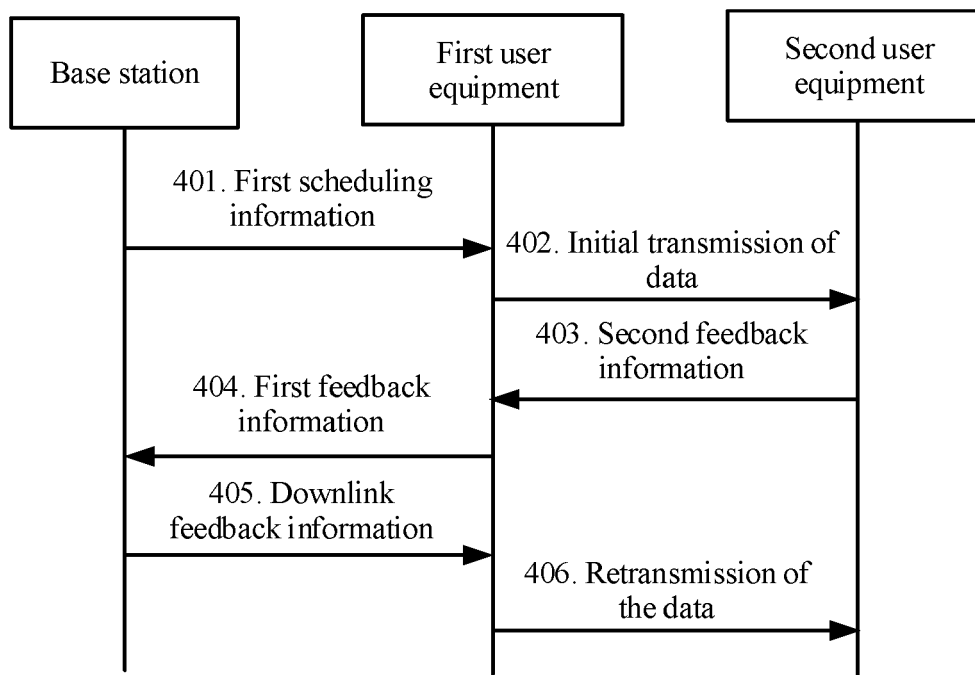 Base station
First user
equipment
Second user
equipment
401. First scheduling
information
402. Initial transmission of
data
403. Second feedback
information
404. First feedback
information
405. Downlink
feedback information
406. Retransmission of
the data